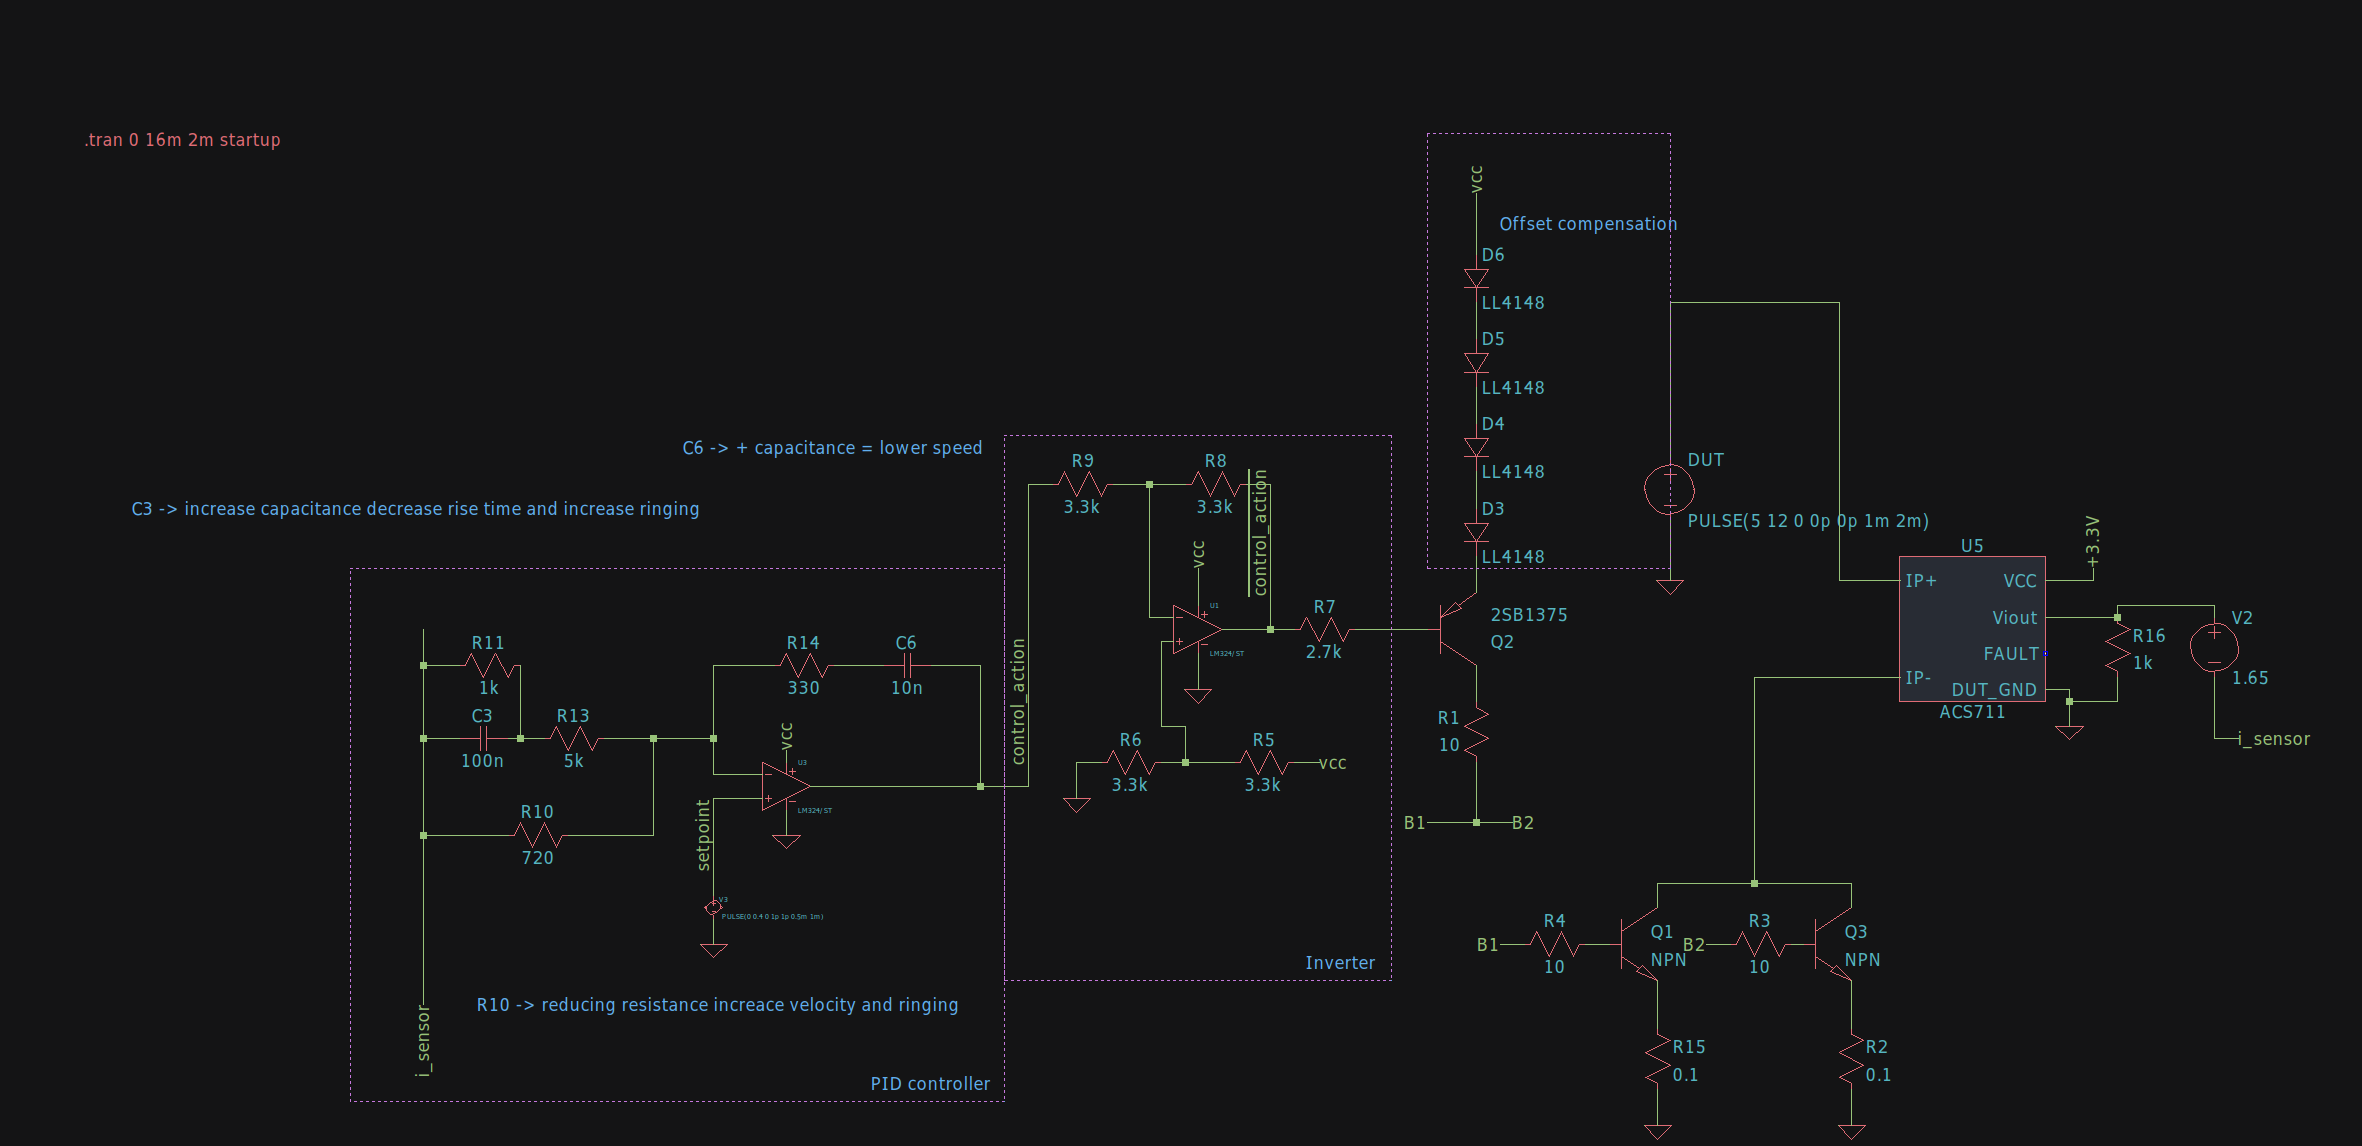 .tran 0 16m 2m startup
vcc
Offset compensation
D6
LL4148
D5
LL4148
D4
LL4148
D3
LL4148
C6 -> + capacitance = lower speed
C3 -> increase capacitance decrease rise time and increase ringing
R9
3.3k
R8
3.3k
control_action
vcc
U1
LM324/ST
R7
2.7k
2SB1375
Q2
DUT
PULSE(5 12 0 0p 0p 1m 2m)
U5
IP+
VCC
Viout
FAULT
IP-
DUT_GND
ACS711
+3.3V
R16
1k
V2
1.65
i_sensor
R11
1k
C3
100n
R13
5k
R14
330
C6
10n
control_action
vcc
U3
LM324/ST
R10
720
setpoint
V3
PULSE(0 0.4 0 1p 1p 0.5m 1m)
R6
3.3k
R5
3.3k
vcc
R1
10
B1
B2
Inverter
R10 -> reducing resistance increace velocity and ringing
i_sensor
PID controller
B1
R4
10
Q1
NPN
B2
R3
10
Q3
NPN
R15
0.1
R2
0.1